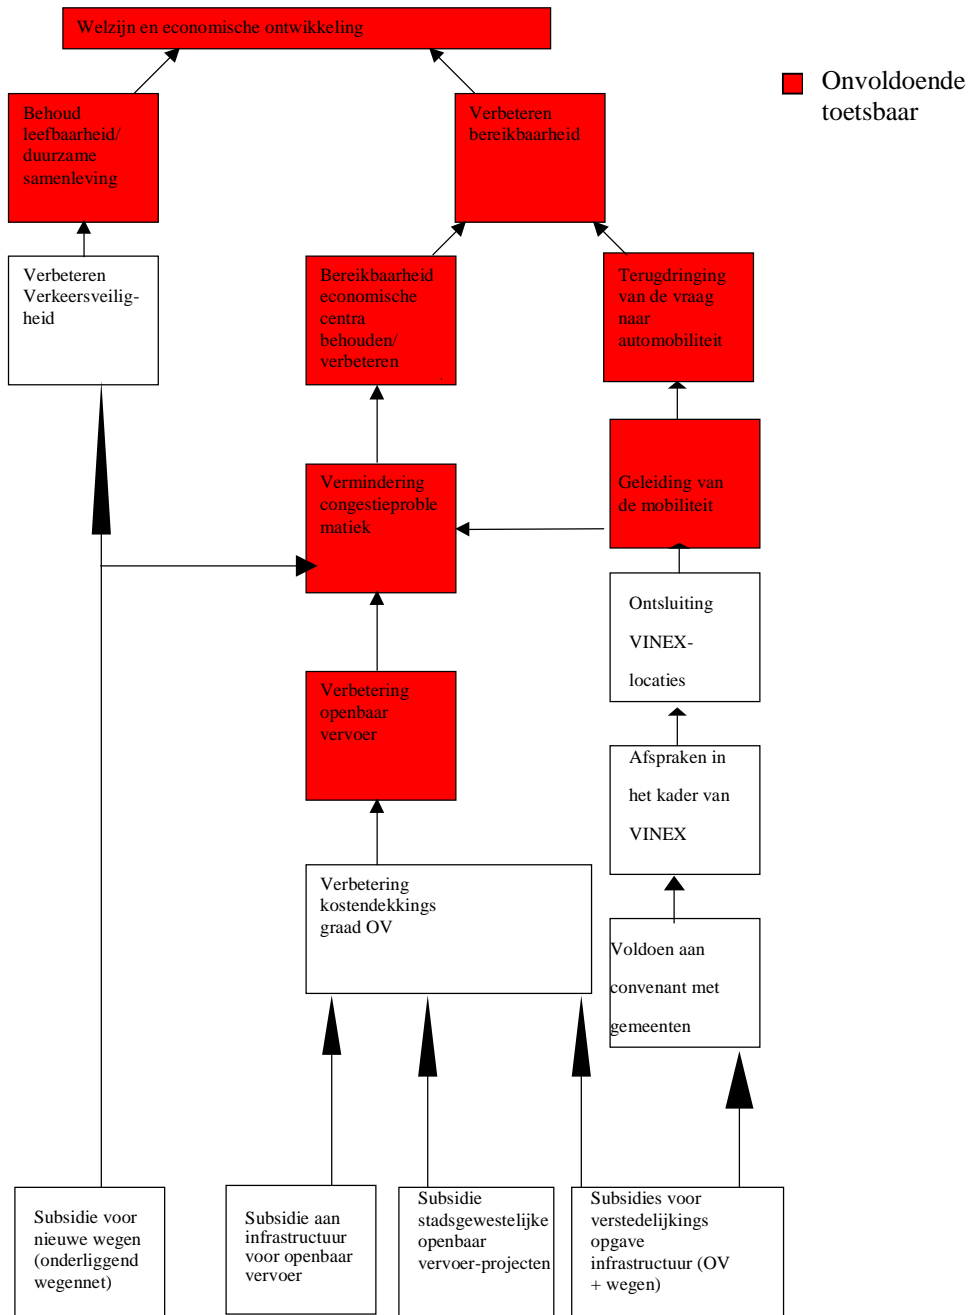 Welzijn en economische ontwikkeling
Onvoldoende
toetsbaar
Behoud
leefbaarheid/
duurzame
samenleving
Verbeteren
bereikbaarheid
Verbeteren
Verkeersveilig-
heid
Bereikbaarheid
economische
centra
behouden/
verbeteren
Terugdringing
van de vraag
naar
automobiliteit
Vermindering
congestieproble
matiek
Geleiding van
de mobiliteit
Ontsluiting
VINEX-
locaties
Verbetering
openbaar
vervoer
Afspraken in
het kader van
VINEX
Verbetering
kostendekkings
graad OV
Voldoen aan
convenant met
gemeenten
Subsidie voor
nieuwe wegen
(onderliggend
wegennet)
Subsidie aan
infrastructuur
voor openbaar
vervoer
Subsidie
stadsgewestelijke
openbaar
vervoer-projecten
Subsidies voor
verstedelijkings
opgave
infrastructuur (OV
+ wegen)